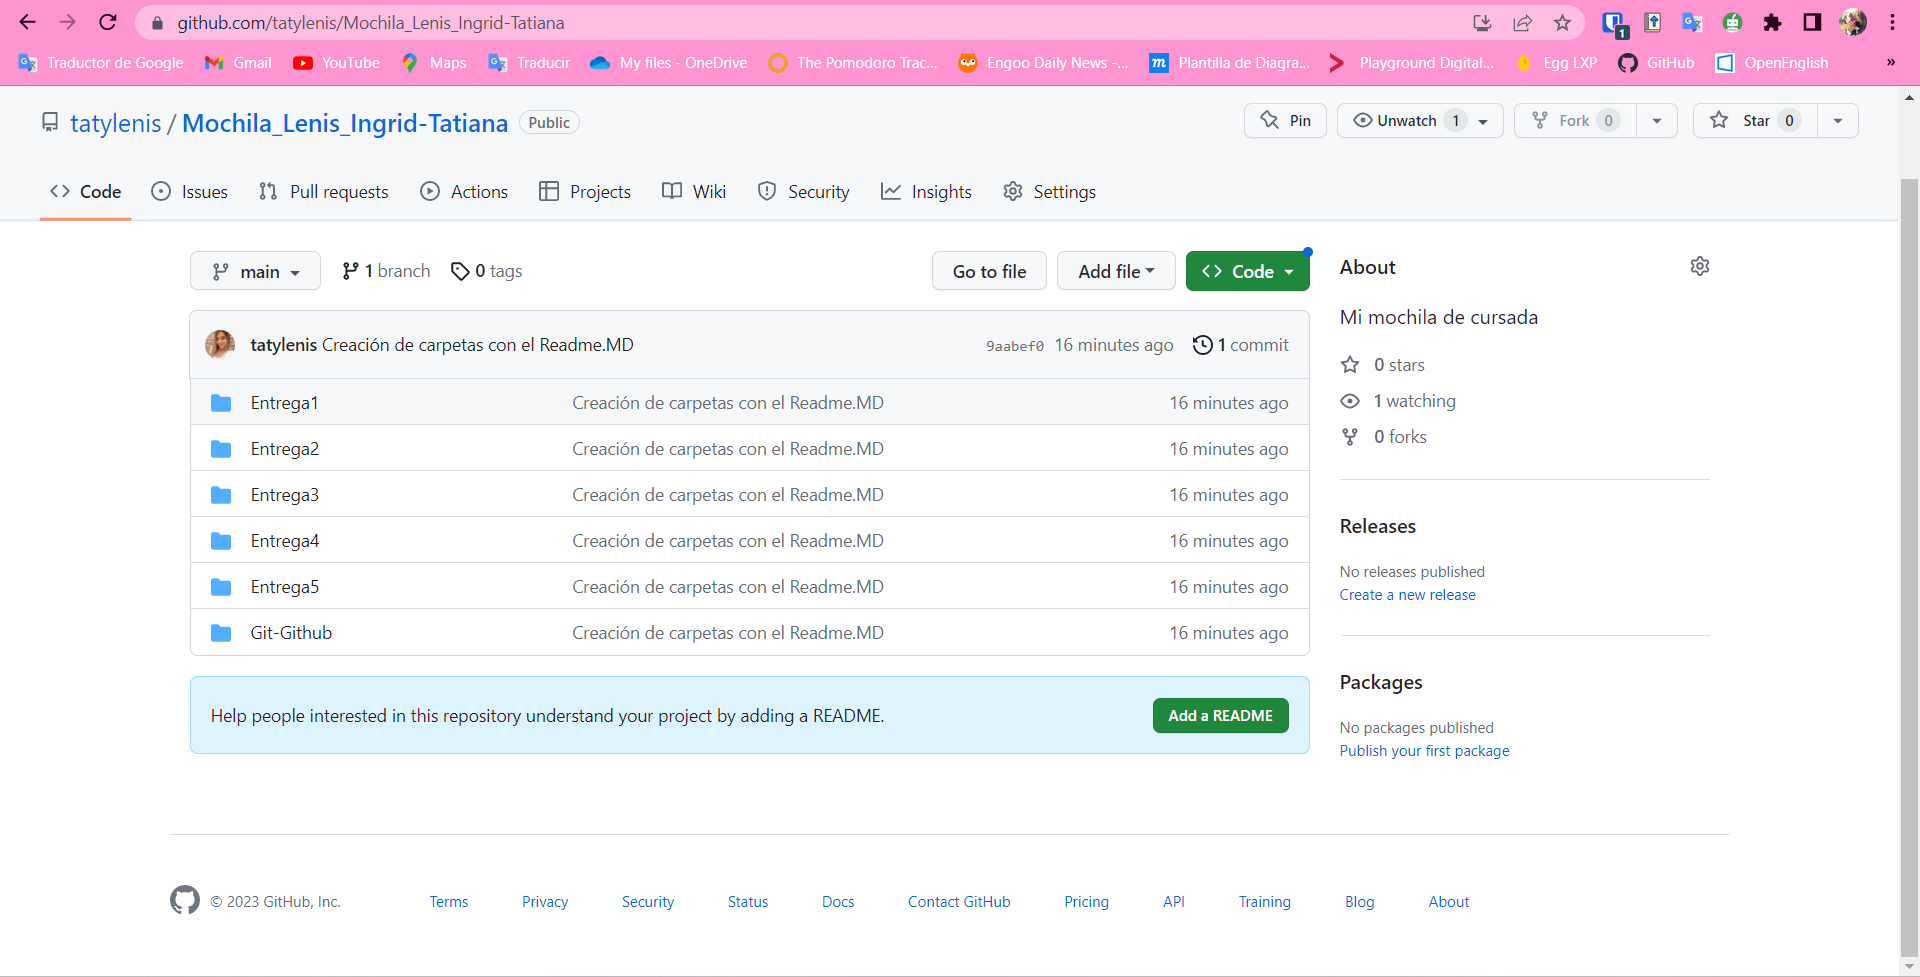 github.com/tatylenis/Mochila_Lenis_Ingrid-Tatiana
1
Traductor de Google Gmail YouTube Maps Traducir My files - OneDrive The Pomodoro Trac... Engoo Daily News -... Plantilla de Diagra... Playground Digital... Egg LXP GitHub OpenEnglish »
tatylenis / Mochila_Lenis_Ingrid-Tatiana Public Pin Unwatch 1 Fork 0 Star 0
Code Issues Pull requests Actions Projects Wiki Security Insights Settings
main 1 branch 0 tags Go to file Add file Code
tatylenis Creación de carpetas con el Readme.MD 9aabef0 16 minutes ago 1 commit
Entrega1 Creación de carpetas con el Readme.MD 16 minutes ago
Entrega2 Creación de carpetas con el Readme.MD 16 minutes ago
Entrega3 Creación de carpetas con el Readme.MD 16 minutes ago
Entrega4 Creación de carpetas con el Readme.MD 16 minutes ago
Entrega5 Creación de carpetas con el Readme.MD 16 minutes ago
Git-Github Creación de carpetas con el Readme.MD 16 minutes ago
Help people interested in this repository understand your project by adding a README. Add a README
About
Mi mochila de cursada
0 stars
1 watching
0 forks
Releases
No releases published
Create a new release
Packages
No packages published
Publish your first package
© 2023 GitHub, Inc. Terms Privacy Security Status Docs Contact GitHub Pricing API Training Blog About